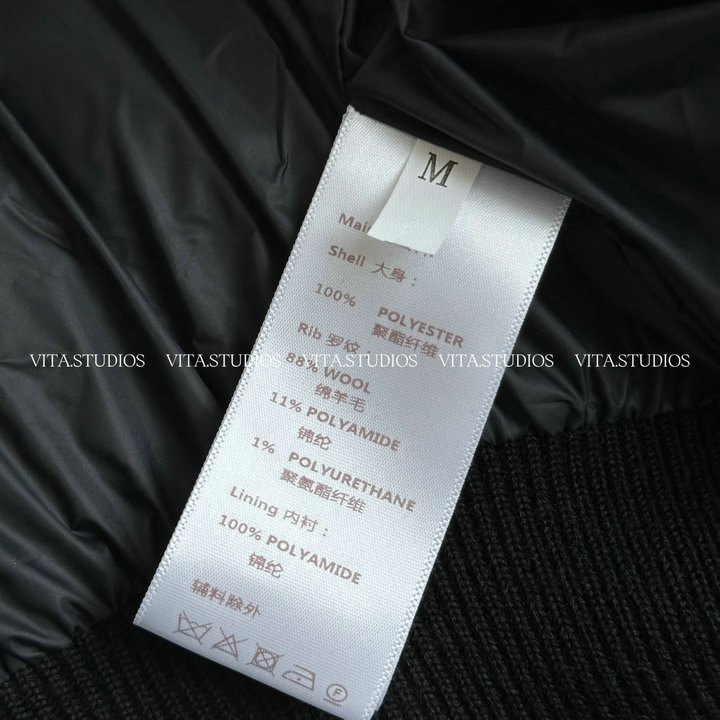 M
Shell 大身:
100% POLYESTER
聚酯纤维
Rib 罗纹
VITA.STUDIOS VITA.STUDIOS VITA.STUDIOS VITA.STUDIOS VITA.STUDIOS
WOOL
绵羊毛
11% POLYAMIDE
锦纶
1% POLYURETHANE
聚氨酯纤维
Lining 内衬:
100% POLYAMIDE
锦纶
辅料除外
F